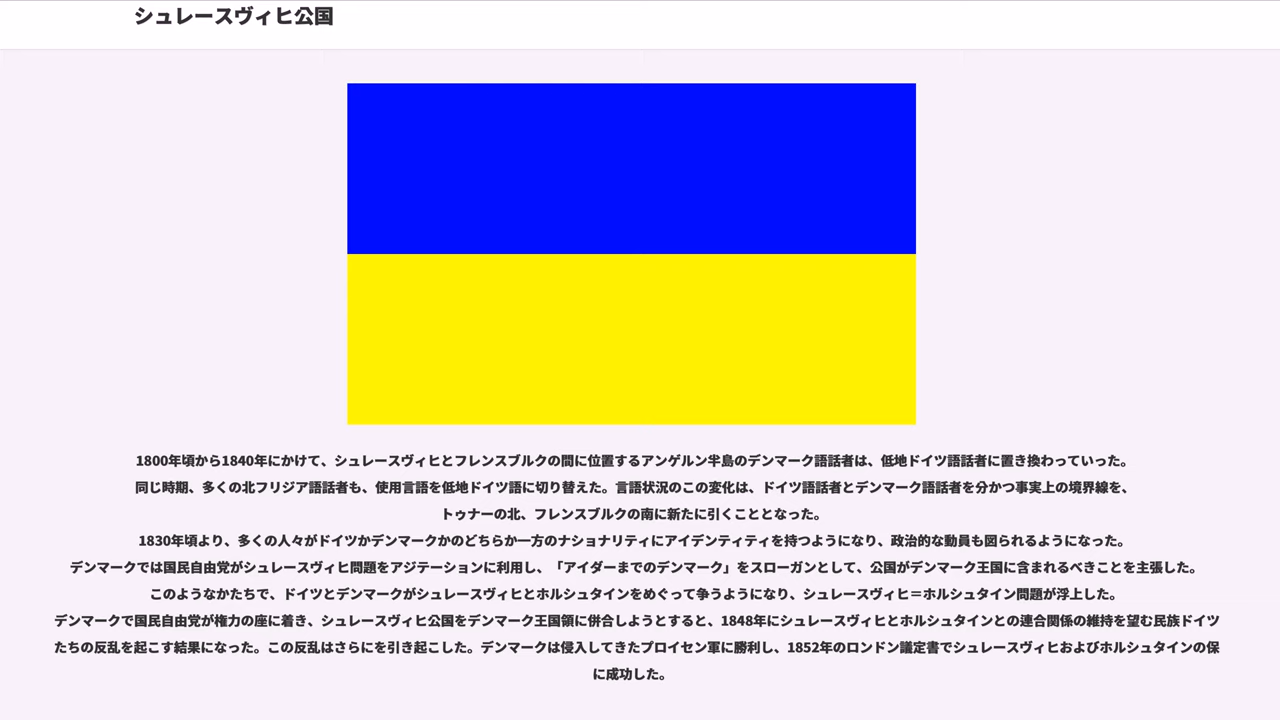 シュレースヴィヒ公国
1800年頃から1840年にかけて、シュレースヴィヒとフレンスブルクの間に位置するアンゲルン半島のデンマーク語話者は、低地ドイツ語話者に置き換わっていった。
同じ時期、多くの北フリジア語話者も、使用言語を低地ドイツ語に切り替えた。言語状況のこの変化は、ドイツ語話者とデンマーク語話者を分かつ事実上の境界線を、
トゥナーの北、フレンスブルクの南に新たに引くこととなった。
1830年頃より、多くの人々がドイツかデンマークかのどちらか一方のナショナリティにアイデンティティを持つようになり、政治的な動員も図られるようになった。
デンマークでは国民自由党がシュレースヴィヒ問題をアジテーションに利用し、「アイダーまでのデンマーク」をスローガンとして、公国がデンマーク王国に含まれるべきことを主張した。
このようなかたちで、ドイツとデンマークがシュレースヴィヒとホルシュタインをめぐって争うようになり、シュレースヴィヒ＝ホルシュタイン問題が浮上した。
デンマークで国民自由党が権力の座に着き、シュレースヴィヒ公国をデンマーク王国領に併合しようとすると、1848年にシュレースヴィヒとホルシュタインとの連合関係の維持を望む民族ドイツ
たちの反乱を起こす結果になった。この反乱はさらにを引き起こした。デンマークは侵入してきたプロイセン軍に勝利し、1852年のロンドン議定書でシュレースヴィヒおよびホルシュタインの保
に成功した。